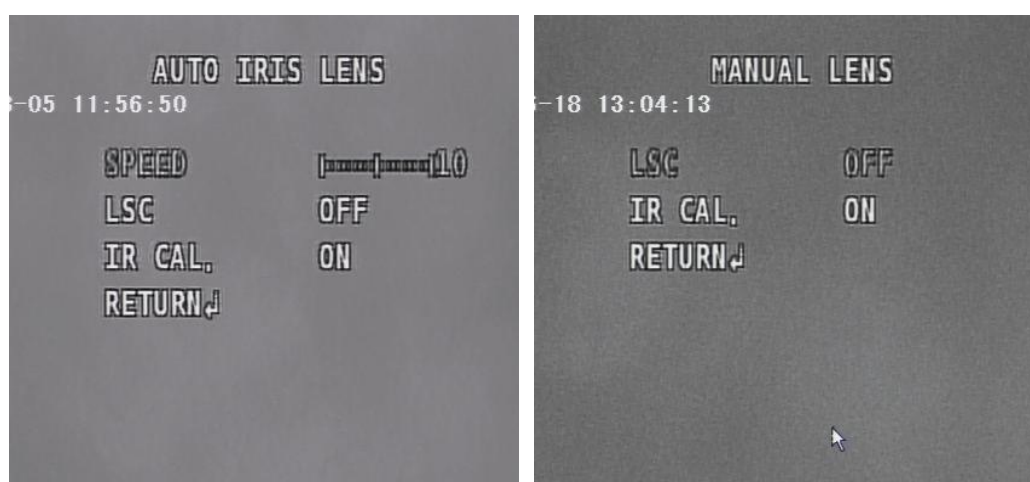 AUTO IRIS LENS
-05 11:56:50
SPEED 10
LSC OFF
IR CAL. ON
RETURN↲
MANUAL LENS
-18 13:04:13
LSC OFF
IR CAL. ON
RETURN↲